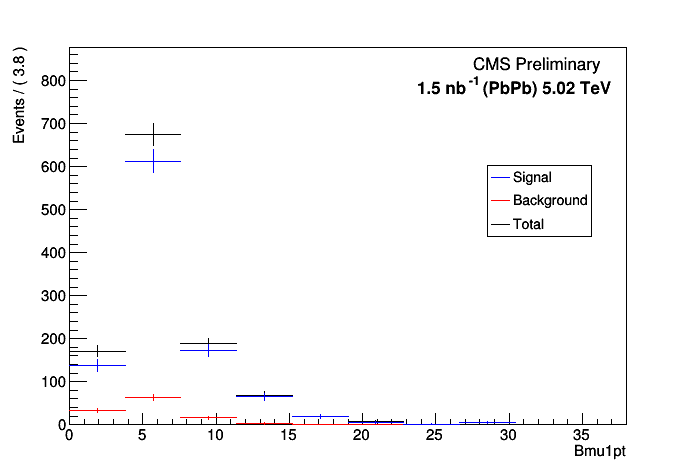 CMS Preliminary
1.5 nb-1 (PbPb) 5.02 TeV
Events / ( 3.8 )
800
700
600
500
400
300
200
100
0
Signal
Background
Total
0 5 10 15 20 25 30 35
Bmu1pt